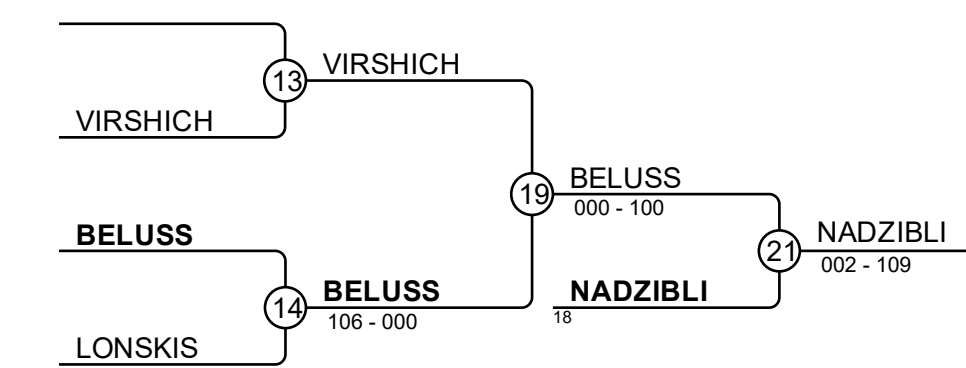 VIRSHICH
13
VIRSHICH
BELUSS
19
000 - 100
BELUSS
NADZIBLI
21
002 - 109
BELUSS
NADZIBLI
14
18
106 - 000
LONSKIS